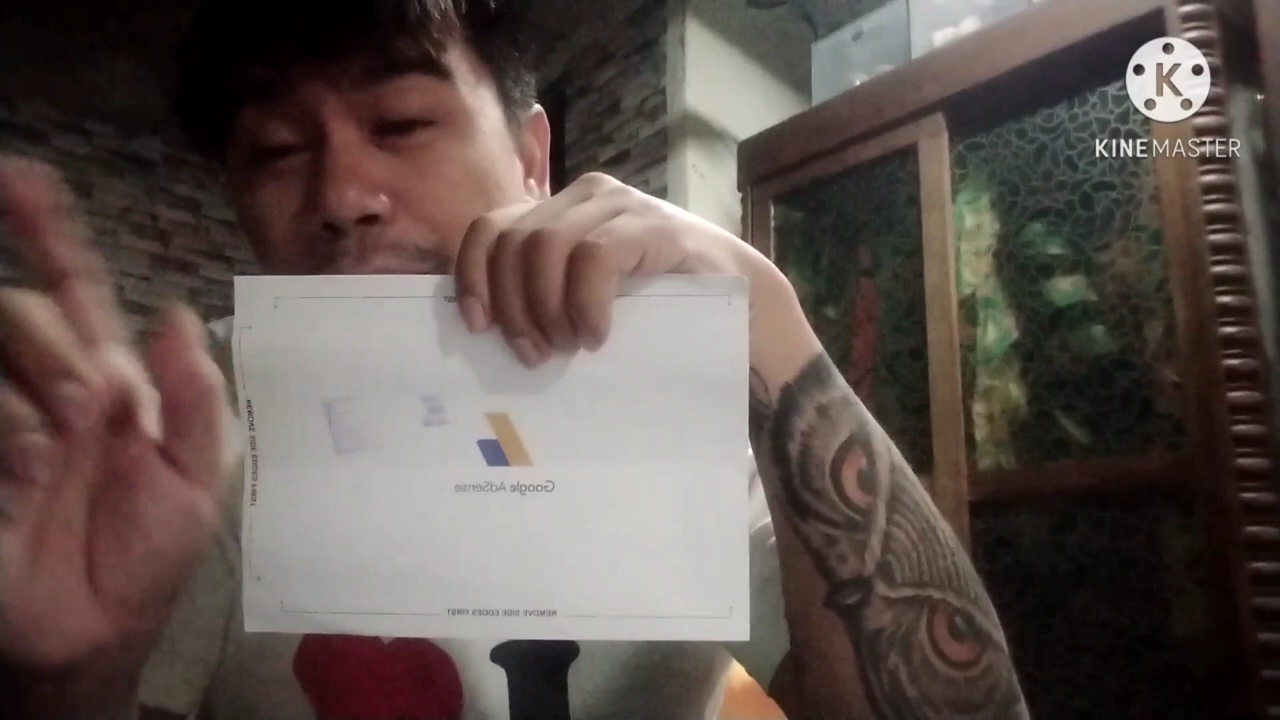 K
KINEMASTER
REMOVE SIDE EDGES FIRST
Google AdSense
REMOVE SIDE EDGES FIRST
I